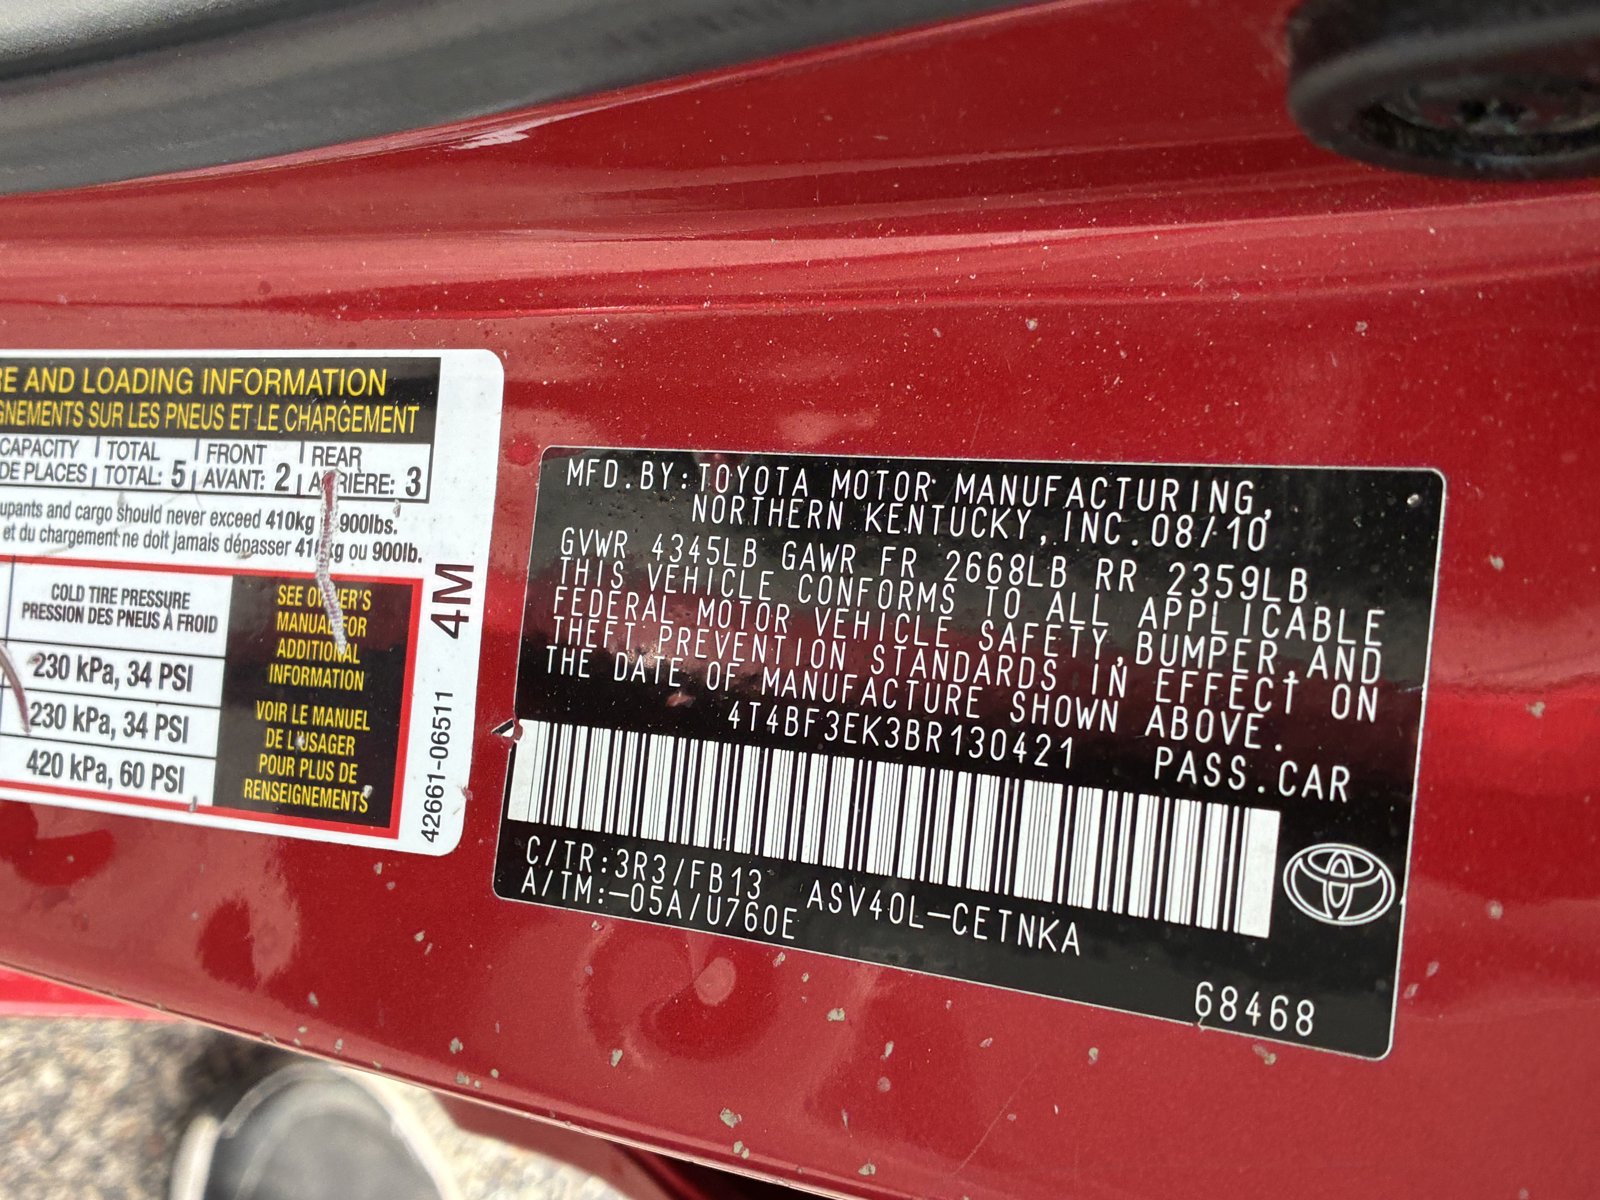 RE AND LOADING INFORMATION
GNEMENTS SUR LES PNEUS ET LE CHARGEMENT
CAPACITY TOTAL FRONT REAR
DE PLACES TOTAL: 5 AVANT: 2 ARRIERE: 3
upants and cargo should never exceed 410kg 900lbs.
et du chargement ne doit jamais dépasser 410kg ou 900lb.
COLD TIRE PRESSURE
PRESSION DES PNEUS À FROID
230 kPa, 34 PSI
230 kPa, 34 PSI
420 kPa, 60 PSI
SEE OWNER'S
MANUAL FOR
ADDITIONAL
INFORMATION
VOIR LE MANUEL
DE L'USAGER
POUR PLUS DE
RENSEIGNEMENTS
42661-06511 4M
MFD.BY:TOYOTA MOTOR MANUFACTURING,
NORTHERN KENTUCKY,INC.08/10
GVWR 4345LB GAWR FR 2668LB RR 2359LB
THIS VEHICLE CONFORMS TO ALL APPLICABLE
FEDERAL MOTOR VEHICLE SAFETY,BUMPER,AND
THEFT PREVENTION STANDARDS IN EFFECT ON
THE DATE OF MANUFACTURE SHOWN ABOVE.
4T4BF3EK3BR130421 PASS.CAR
C/TR:3R3/FB13 ASV40L-CETNKA
A/TM:-05A/U760E
68468